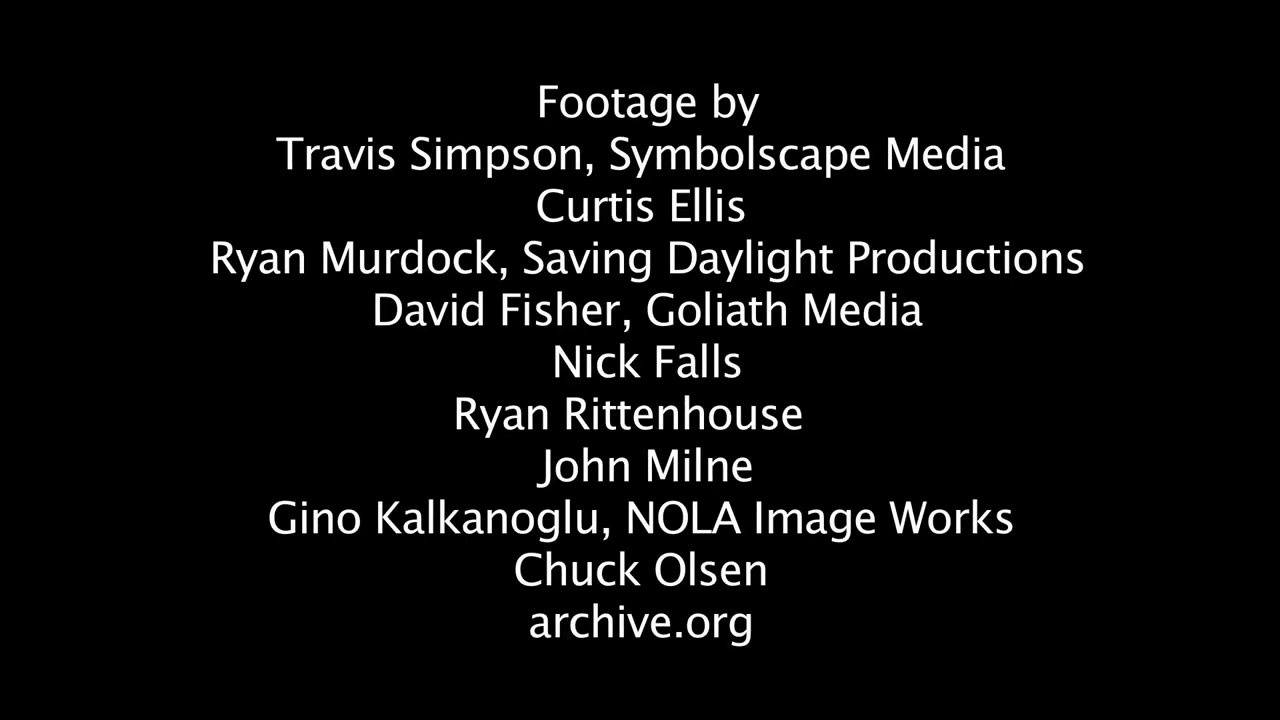 Footage by
Travis Simpson, Symbolscape Media
Curtis Ellis
Ryan Murdock, Saving Daylight Productions
David Fisher, Goliath Media
Nick Falls
Ryan Rittenhouse
John Milne
Gino Kalkanoglu, NOLA Image Works
Chuck Olsen
archive.org